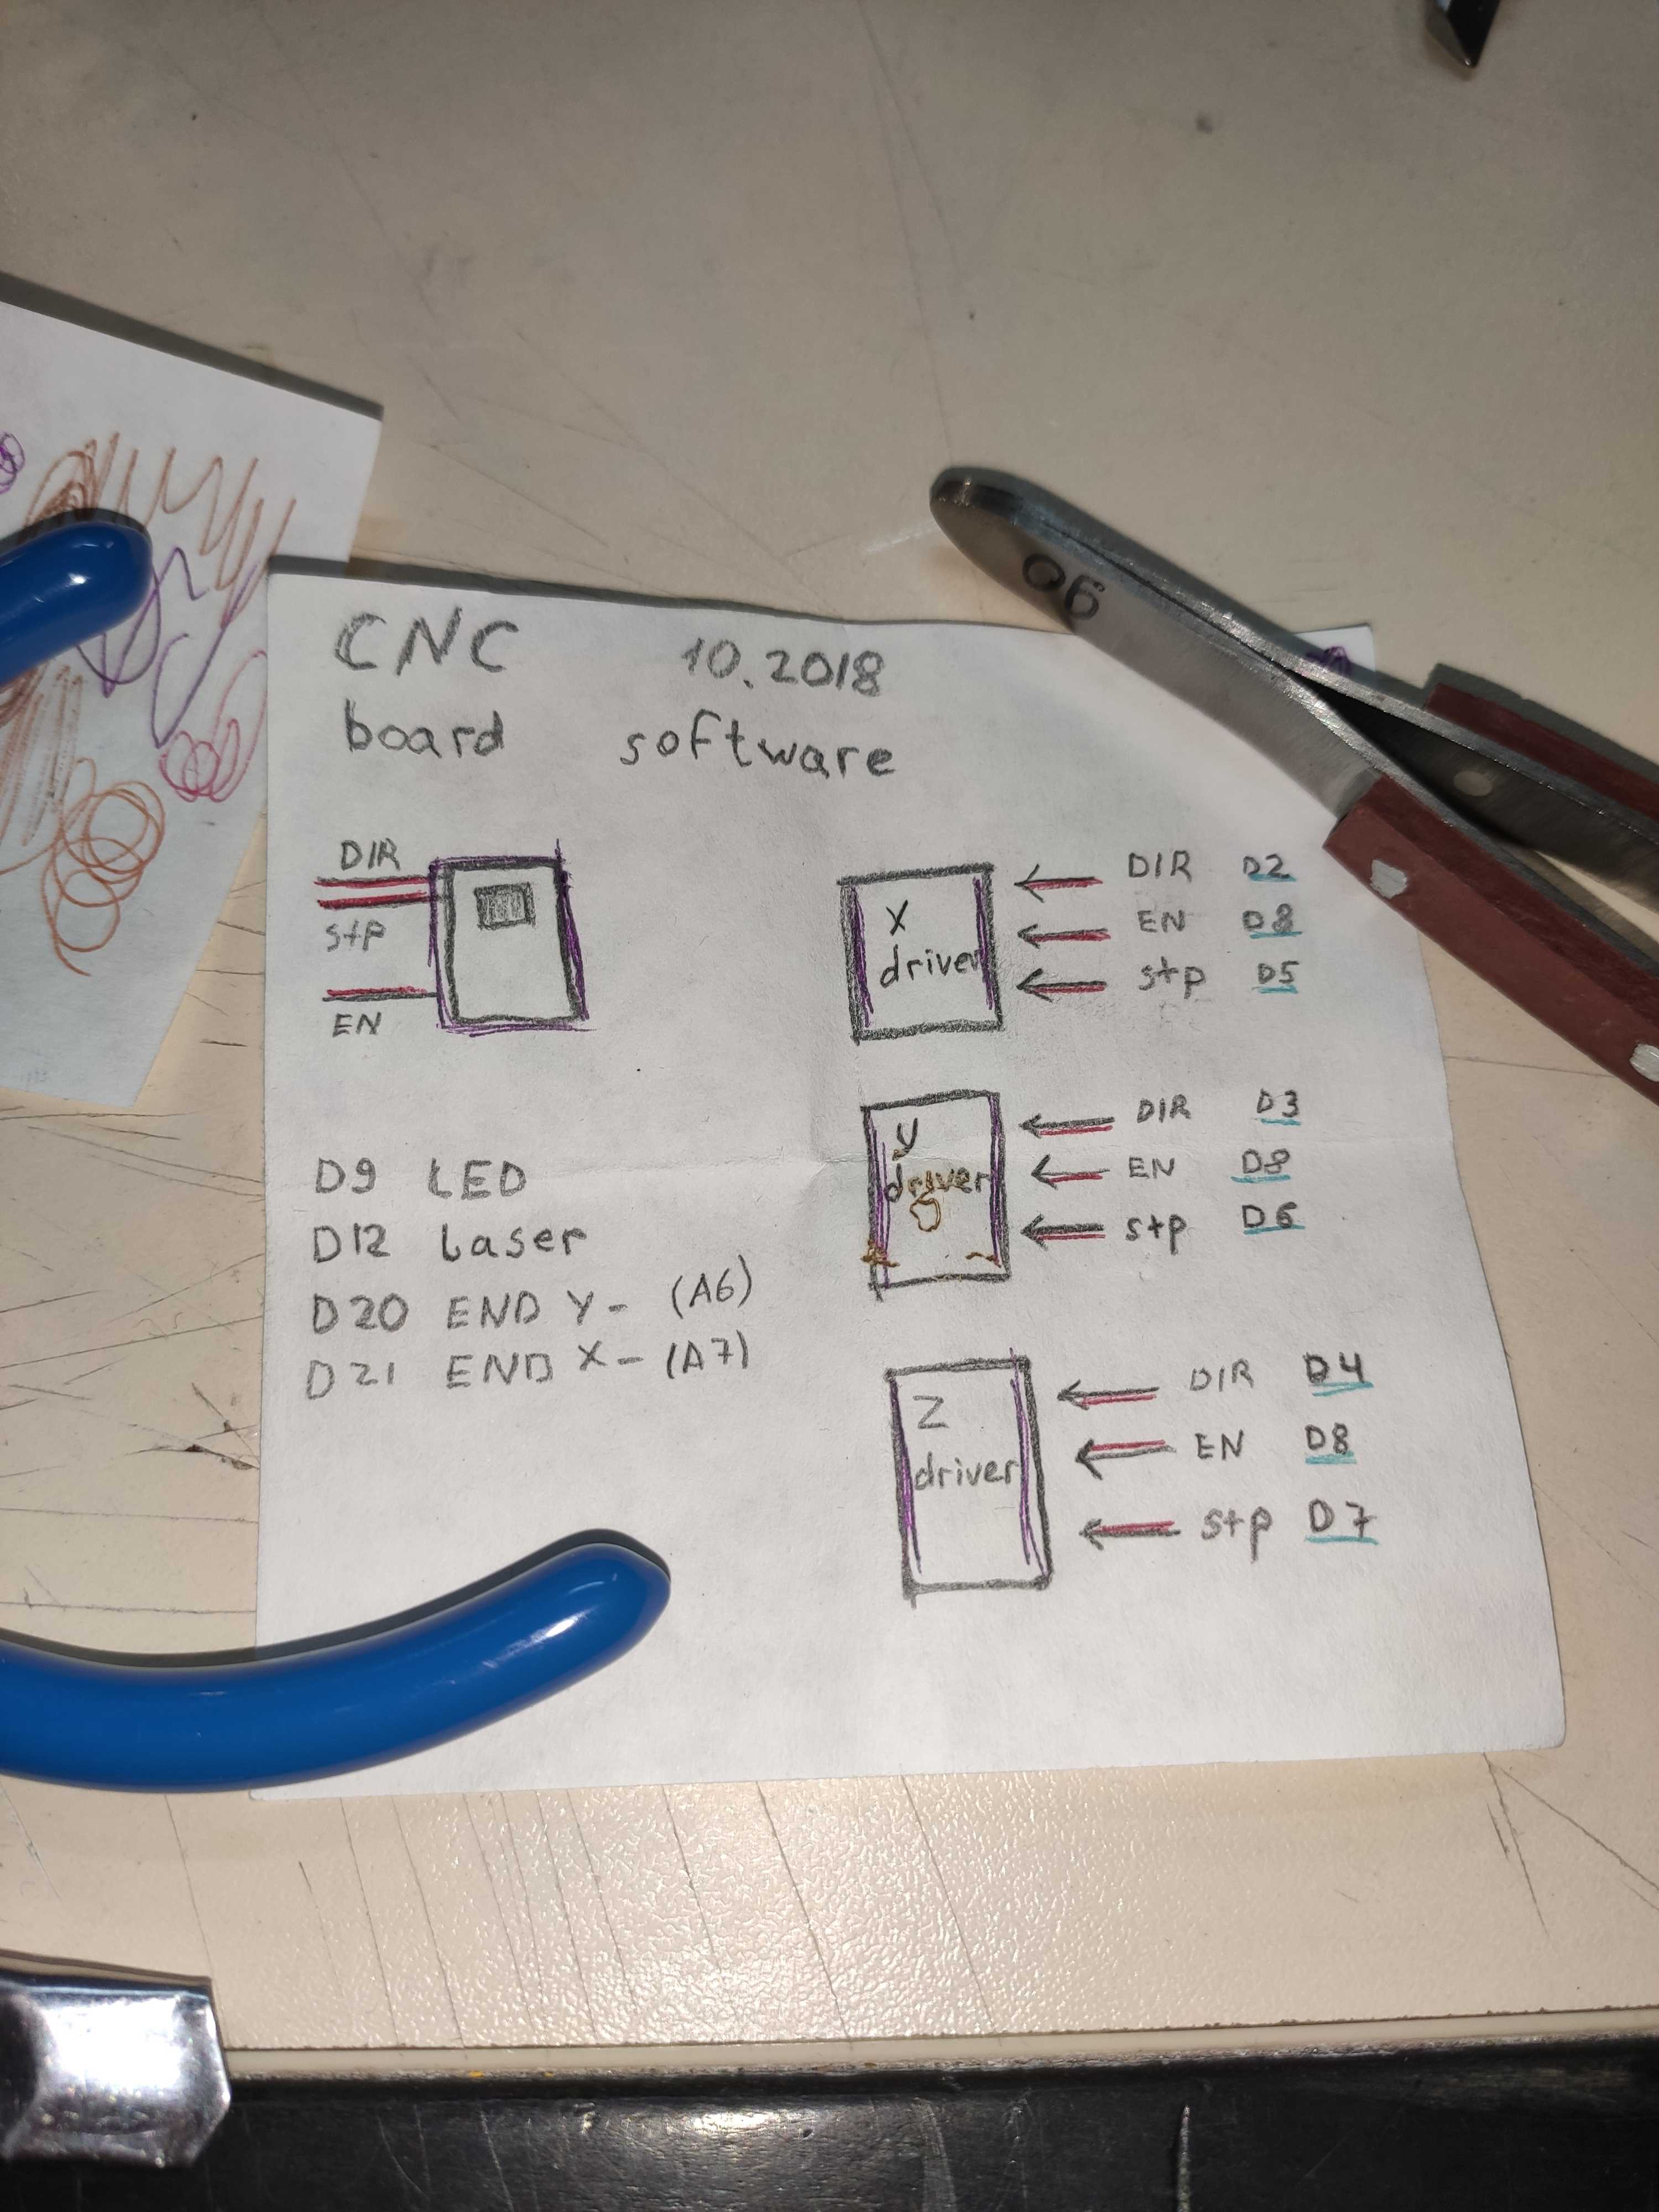 06
CNC 10.2018
board software
DIR
stp
EN
X
driver
DIR D2
EN D8
stp D5
y
driver
DIR D3
EN D8
stp D6
D9 LED
D12 Laser
D20 END Y- (A6)
D21 END X- (A7)
Z
driver
DIR D4
EN D8
stp D7